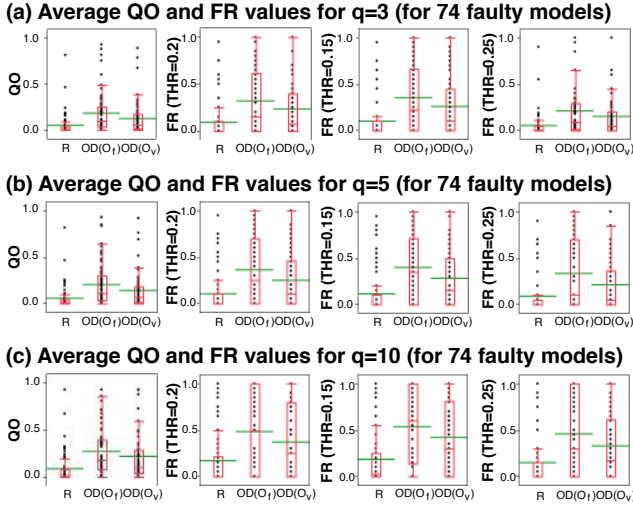 (a) Average QO and FR values for q=3 (for 74 faulty models)
QO
1.0
0.5
0.0
R OD(Of) OD(Ov)
FR (THR=0.2)
1.0
0.5
0.0
R OD(Of) OD(Ov)
FR (THR=0.15)
1.0
0.5
0.0
R OD(Of) OD(Ov)
FR (THR=0.25)
1.0
0.5
0.0
R OD(Of) OD(Ov)
(b) Average QO and FR values for q=5 (for 74 faulty models)
QO
1.0
0.5
0.0
R OD(Of) OD(Ov)
FR (THR=0.2)
1.0
0.5
0.0
R OD(Of) OD(Ov)
FR (THR=0.15)
1.0
0.5
0.0
R OD(Of) OD(Ov)
FR (THR=0.25)
1.0
0.5
0.0
R OD(Of) OD(Ov)
(c) Average QO and FR values for q=10 (for 74 faulty models)
QO
1.0
0.5
0.0
R OD(Of) OD(Ov)
FR (THR=0.2)
1.0
0.5
0.0
R OD(Of) OD(Ov)
FR (THR=0.15)
1.0
0.5
0.0
R OD(Of) OD(Ov)
FR (THR=0.25)
1.0
0.5
0.0
R OD(Of) OD(Ov)